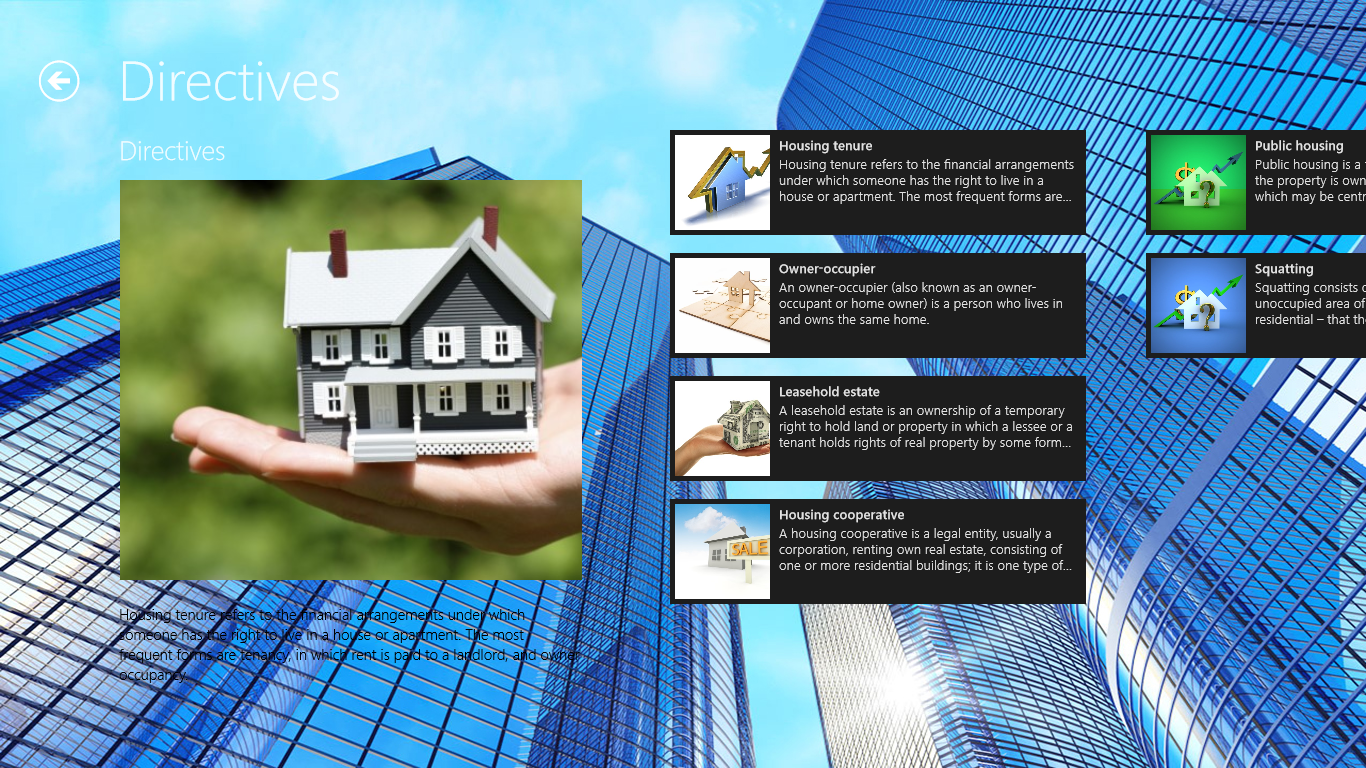 Directives
Directives
Housing tenure refers to the financial arrangements under which
someone has the right to live in a house or apartment. The most
frequent forms are tenancy, in which rent is paid to a landlord, and owner
occupancy.
Housing tenure
Housing tenure refers to the financial arrangements
under which someone has the right to live in a
house or apartment. The most frequent forms are...
Owner-occupier
An owner-occupier (also known as an owner-
occupant or home owner) is a person who lives in
and owns the same home.
Leasehold estate
A leasehold estate is an ownership of a temporary
right to hold land or property in which a lessee or a
tenant holds rights of real property by some form...
Housing cooperative
A housing cooperative is a legal entity, usually a
corporation, renting own real estate, consisting of
one or more residential buildings; it is one type of...
SALE
Public housing
Public housing is a
the property is own
which may be centr
Squatting
Squatting consists
unoccupied area of
residential – that th